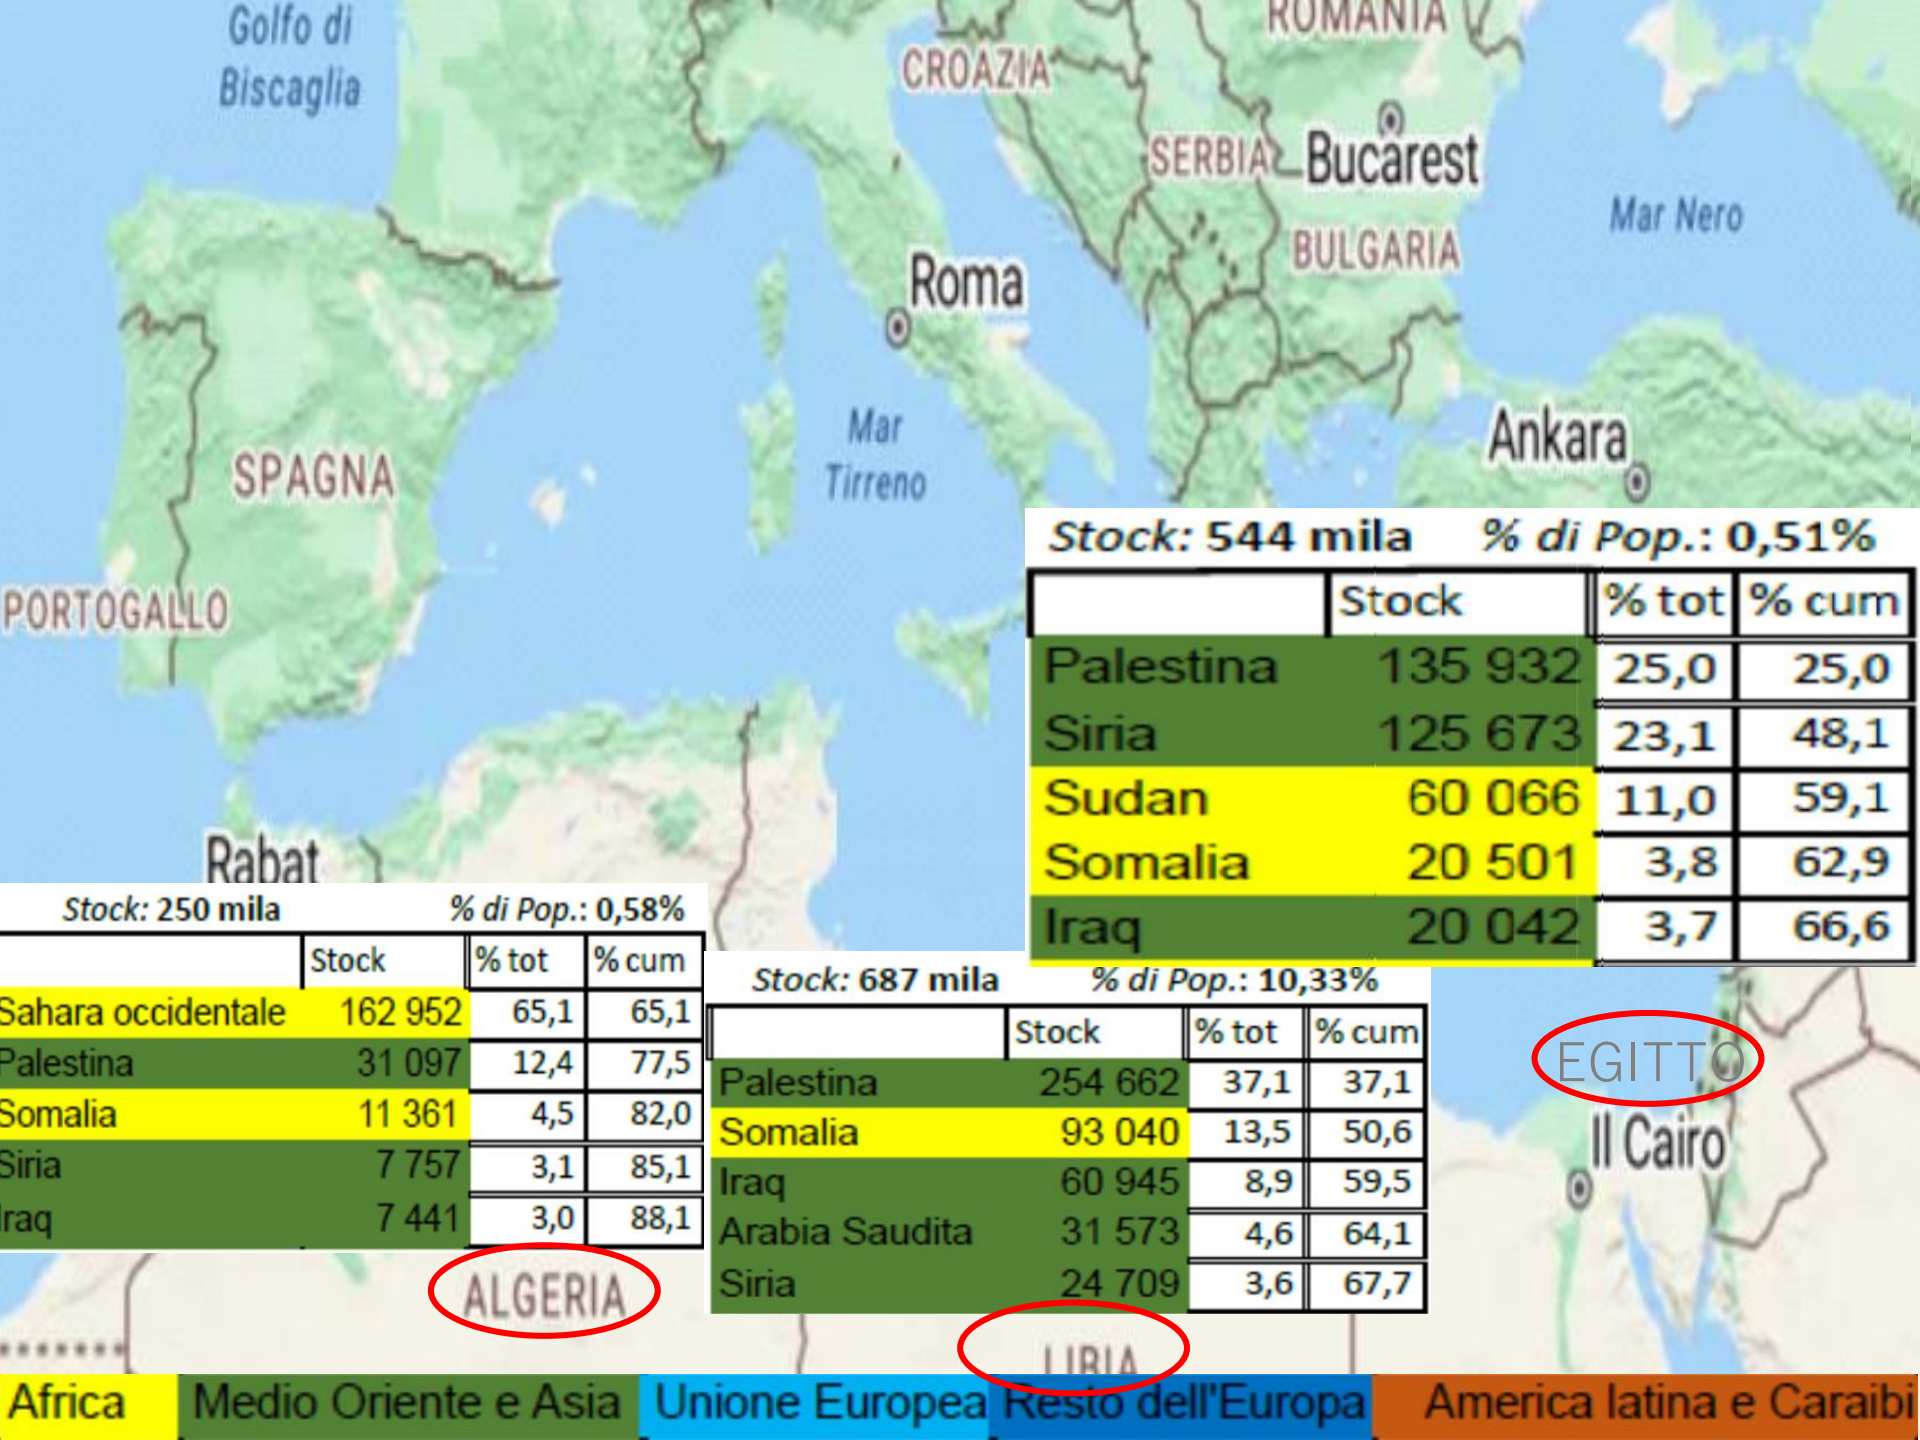 Golfo di
Biscaglia
CROAZIA
ROMANIA
SERBIA
Bucarest
BULGARIA
Mar Nero
Roma
Ankara
SPAGNA
Mar
Tirreno
PORTOGALLO
Rabat
Stock: 544 mila % di Pop.: 0,51%
Stock % tot % cum
Palestina 135 932 25,0 25,0
Siria 125 673 23,1 48,1
Sudan 60 066 11,0 59,1
Somalia 20 501 3,8 62,9
Iraq 20 042 3,7 66,6
Stock: 250 mila % di Pop.: 0,58%
Stock % tot % cum
Sahara occidentale 162 952 65,1 65,1
Palestina 31 097 12,4 77,5
Somalia 11 361 4,5 82,0
Siria 7 757 3,1 85,1
Iraq 7 441 3,0 88,1
Stock: 687 mila % di Pop.: 10,33%
Stock % tot % cum
Palestina 254 662 37,1 37,1
Somalia 93 040 13,5 50,6
Iraq 60 945 8,9 59,5
Arabia Saudita 31 573 4,6 64,1
Siria 24 709 3,6 67,7
EGITTO
Il Cairo
ALGERIA
LIBIA
Africa Medio Oriente e Asia Unione Europea Resto dell'Europa America latina e Caraibi